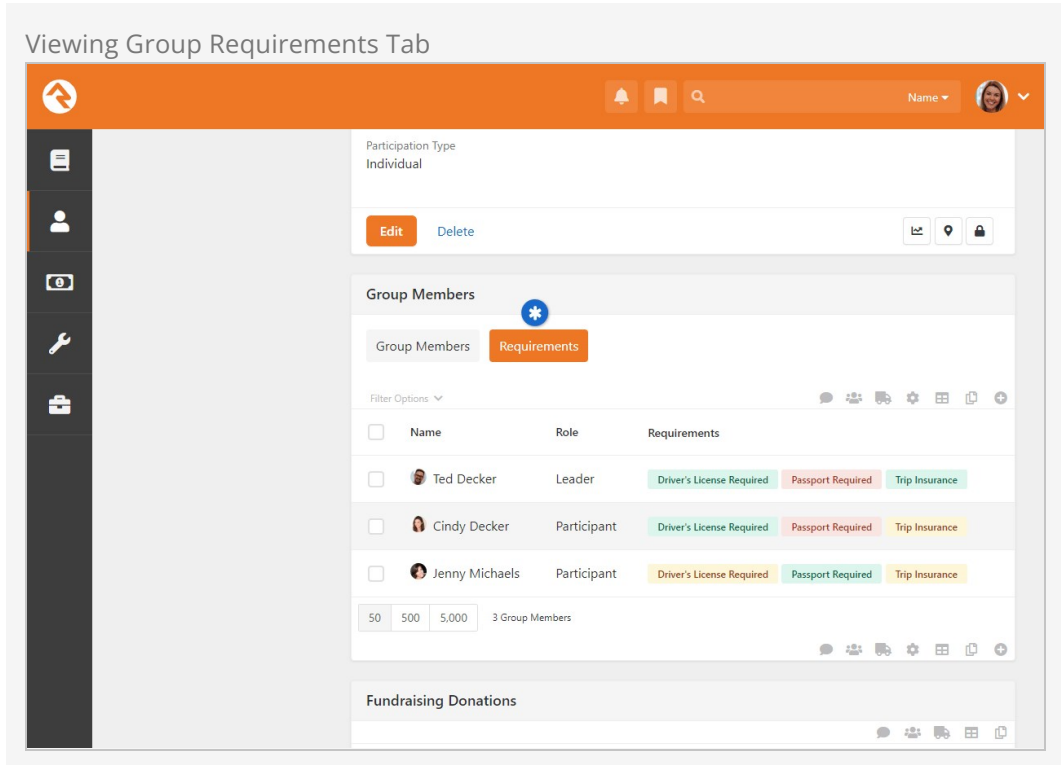 Viewing Group Requirements Tab
Name
Participation Type
Individual
Edit Delete
Group Members
Group Members Requirements
Filter Options
Name Role Requirements
Ted Decker Leader Driver's License Required Passport Required Trip Insurance
Cindy Decker Participant Driver's License Required Passport Required Trip Insurance
Jenny Michaels Participant Driver's License Required Passport Required Trip Insurance
50 500 5,000 3 Group Members
Fundraising Donations